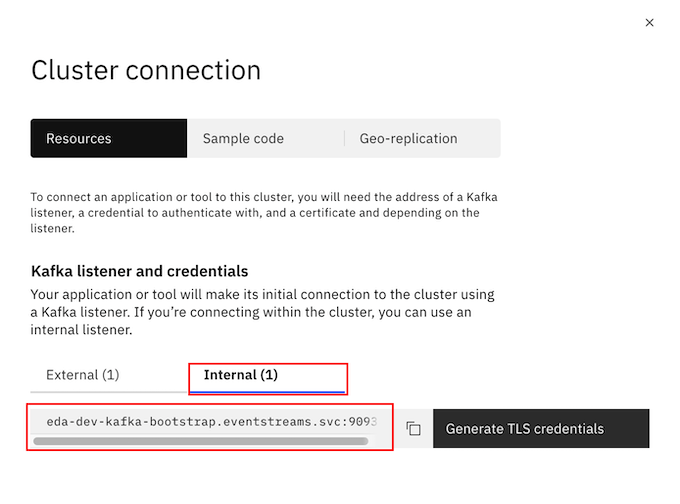 Cluster connection
Resources
Sample code
Geo-replication
To connect an application or tool to this cluster, you will need the address of a Kafka
listener, a credential to authenticate with, and a certificate and depending on the
listener.
Kafka listener and credentials
Your application or tool will make its initial connection to the cluster using
a Kafka listener. If you’re connecting within the cluster, you can use an
internal listener.
External (1)
Internal (1)
eda-dev-kafka-bootstrap.eventstreams.svc:9093
Generate TLS credentials